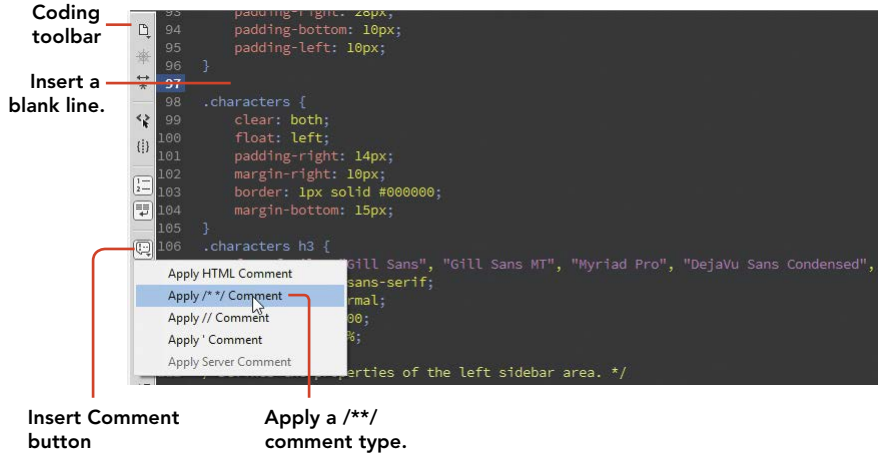 Coding
toolbar
Insert a
blank line.
93 padding-right: 28px;
94 padding-bottom: 10px;
95 padding-left: 10px;
96 }
97
98 .characters {
99 clear: both;
100 float: left;
101 padding-right: 14px;
102 margin-right: 10px;
103 border: 1px solid #000000;
104 margin-bottom: 15px;
105 }
106 .characters h3 {
"Gill Sans", "Gill Sans MT", "Myriad Pro", "DejaVu Sans Condensed",
Apply HTML Comment
sans-serif;
Apply /* */ Comment
rmal;
Apply // Comment
00;
Apply ' Comment
%;
Apply Server Comment
perties of the left sidebar area. */
Insert Comment
button
Apply a /**/
comment type.